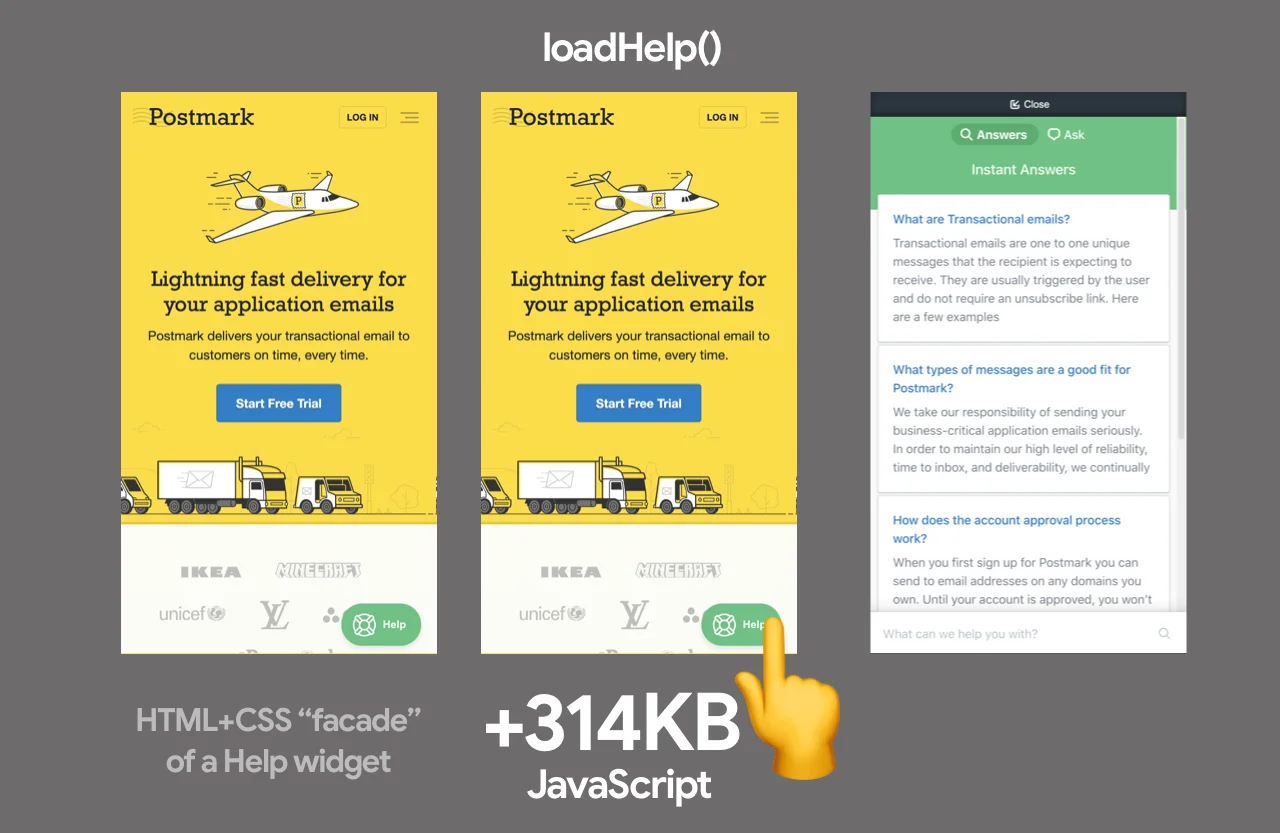 loadHelp()
Postmark
LOG IN
P
Lightning fast delivery for
your application emails
Postmark delivers your transactional email to
customers on time, every time.
Start Free Trial
IKEA
MINECRAFT
unicef
LV
Help
HTML+CSS “facade”
of a Help widget
Postmark
LOG IN
P
Lightning fast delivery for
your application emails
Postmark delivers your transactional email to
customers on time, every time.
Start Free Trial
IKEA
MINECRAFT
unicef
LV
Help
+314KB
JavaScript
Close
Answers
Ask
Instant Answers
What are Transactional emails?
Transactional emails are one to one unique
messages that the recipient is expecting to
receive. They are usually triggered by the user
and do not require an unsubscribe link. Here
are a few examples
What types of messages are a good fit for
Postmark?
We take our responsibility of sending your
business-critical application emails seriously.
In order to maintain our high level of reliability,
time to inbox, and deliverability, we continually
How does the account approval process
work?
When you first sign up for Postmark you can
send to email addresses on any domains you
own. Until your account is approved, you won’t
What can we help you with?